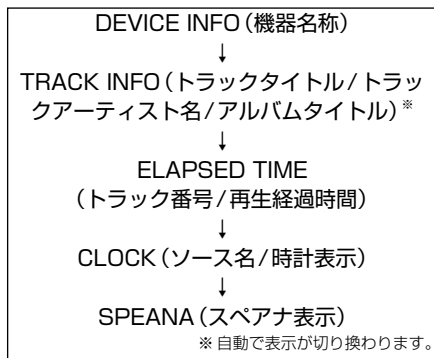 DEVICE INFO（機器名称）
↓
TRACK INFO（トラックタイトル/トラッ
クアーティスト名/アルバムタイトル）※
↓
ELAPSED TIME
（トラック番号/再生経過時間）
↓
CLOCK（ソース名/時計表示）
↓
SPEANA（スペアナ表示）
※ 自動で表示が切り換わります。